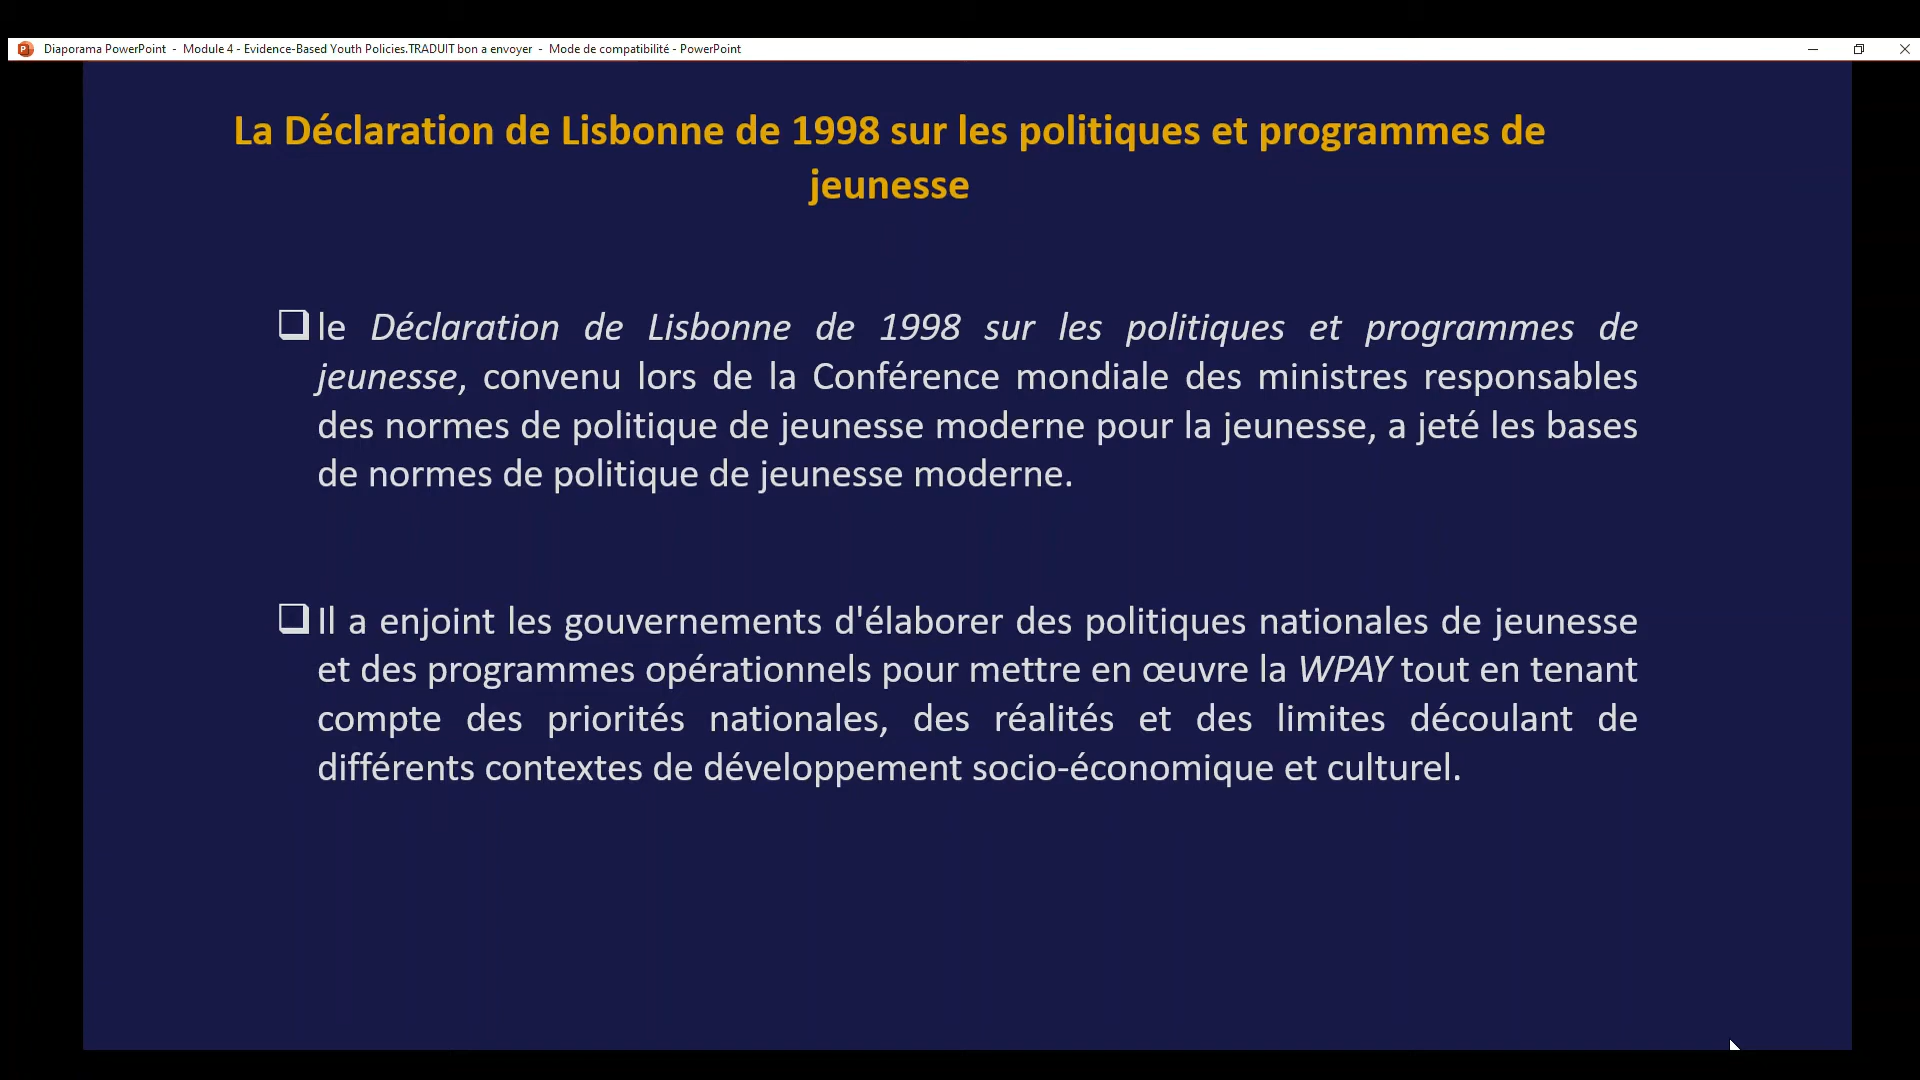 Diaporama PowerPoint - Module 4 - Evidence-Based Youth Policies.TRADUIT bon a envoyer - Mode de compatibilité - PowerPoint
La Déclaration de Lisbonne de 1998 sur les politiques et programmes de
jeunesse
le Déclaration de Lisbonne de 1998 sur les politiques et programmes de
jeunesse, convenu lors de la Conférence mondiale des ministres responsables
des normes de politique de jeunesse moderne pour la jeunesse, a jeté les bases
de normes de politique de jeunesse moderne.
Il a enjoint les gouvernements d'élaborer des politiques nationales de jeunesse
et des programmes opérationnels pour mettre en œuvre la WPAY tout en tenant
compte des priorités nationales, des réalités et des limites découlant de
différents contextes de développement socio-économique et culturel.